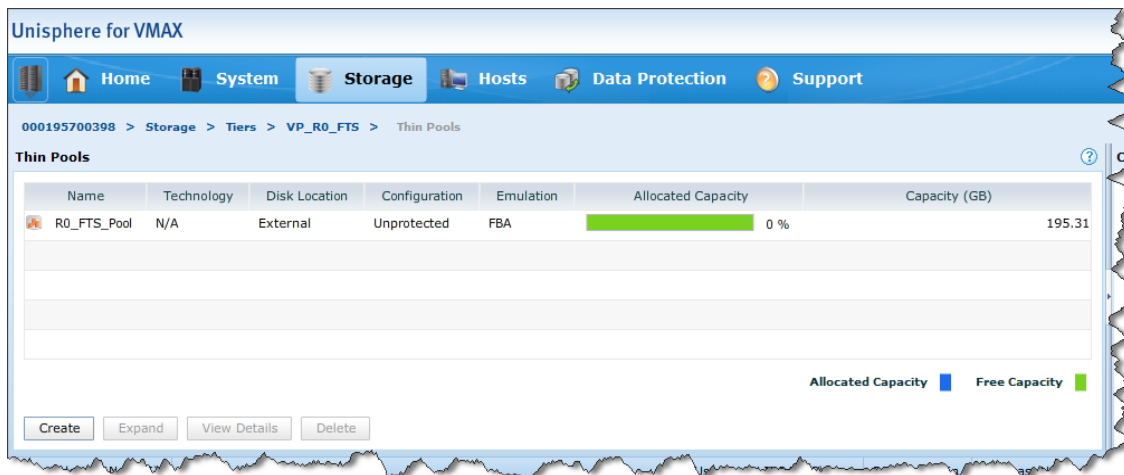 Unisphere for VMAX
Home System Storage Hosts Data Protection Support
000195700398 > Storage > Tiers > VP_R0_FTS > Thin Pools
Thin Pools
Name Technology Disk Location Configuration Emulation Allocated Capacity Capacity (GB)
R0_FTS_Pool N/A External Unprotected FBA 0 % 195.31
Allocated Capacity Free Capacity
Create Expand View Details Delete